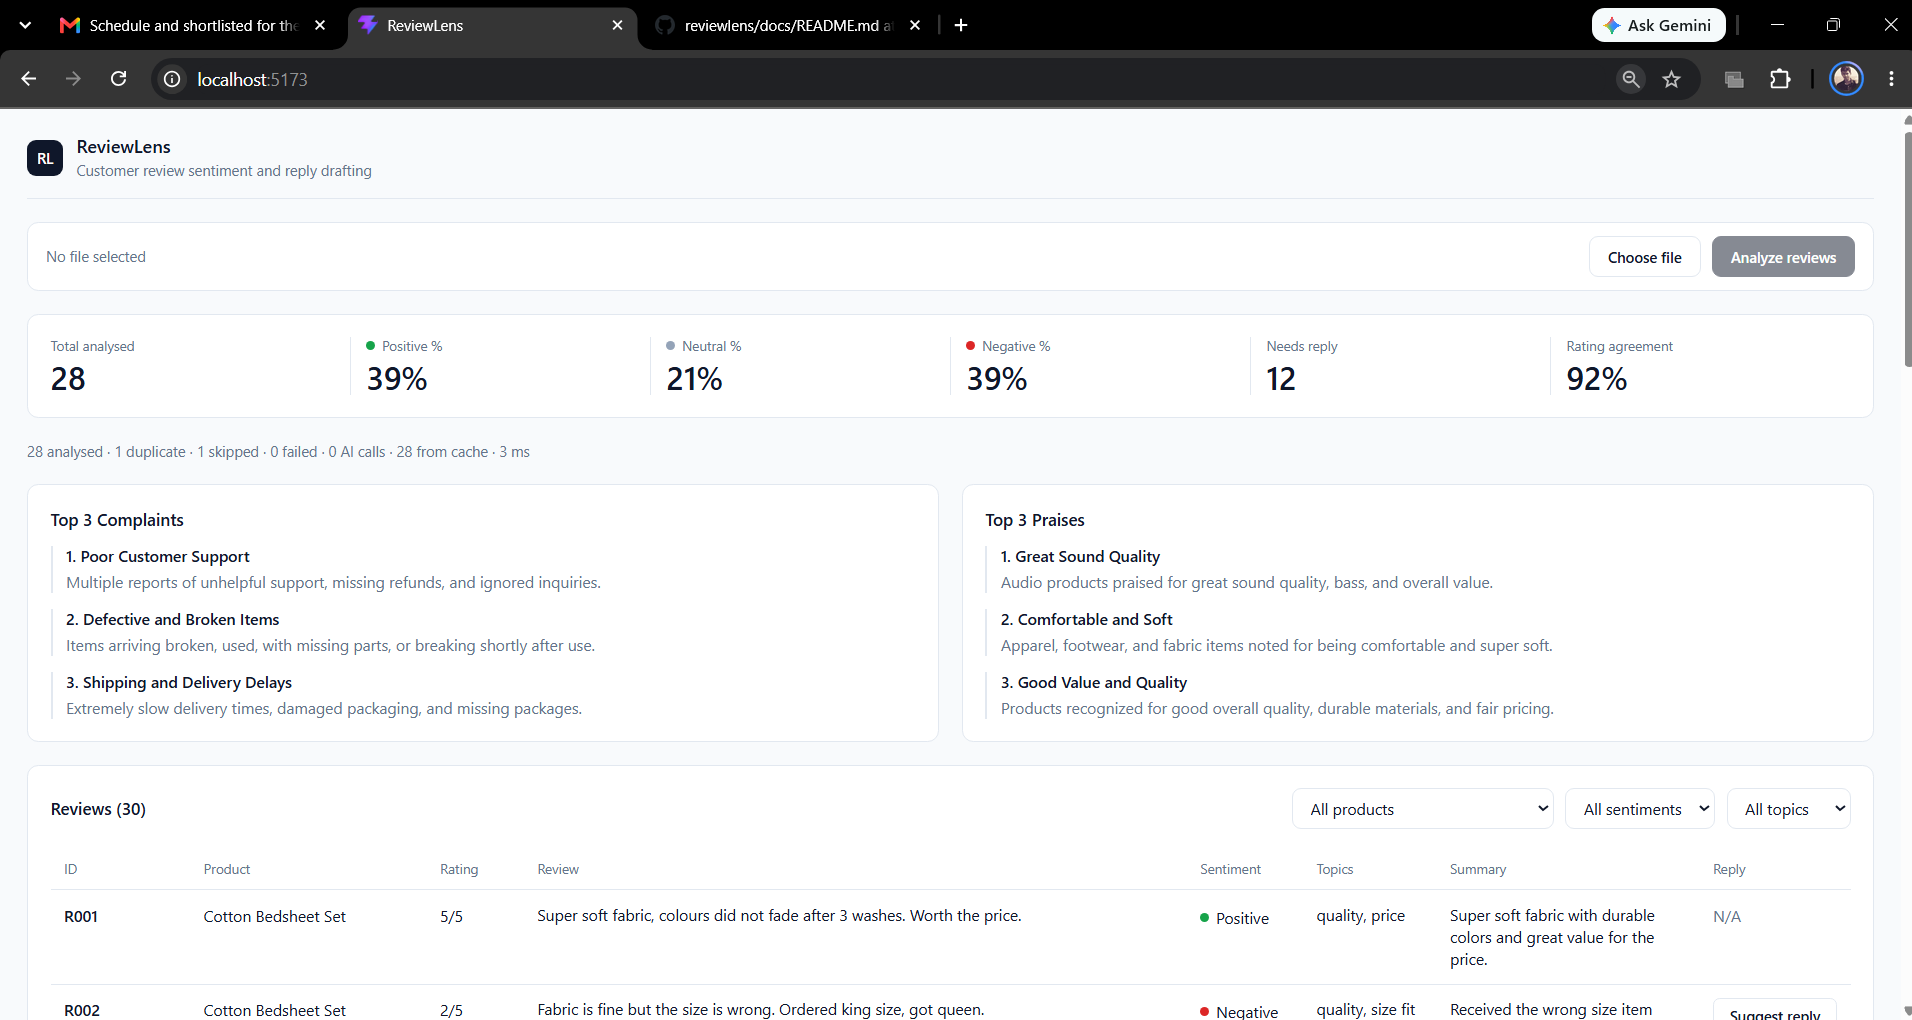 Schedule and shortlisted for the
ReviewLens
reviewlens/docs/README.md a
Ask Gemini
localhost:5173
RL
ReviewLens
Customer review sentiment and reply drafting
No file selected
Choose file
Analyze reviews
Total analysed
28
Positive %
39%
Neutral %
21%
Negative %
39%
Needs reply
12
Rating agreement
92%
28 analysed · 1 duplicate · 1 skipped · 0 failed · 0 AI calls · 28 from cache · 3 ms
Top 3 Complaints
1. Poor Customer Support
Multiple reports of unhelpful support, missing refunds, and ignored inquiries.
2. Defective and Broken Items
Items arriving broken, used, with missing parts, or breaking shortly after use.
3. Shipping and Delivery Delays
Extremely slow delivery times, damaged packaging, and missing packages.
Top 3 Praises
1. Great Sound Quality
Audio products praised for great sound quality, bass, and overall value.
2. Comfortable and Soft
Apparel, footwear, and fabric items noted for being comfortable and super soft.
3. Good Value and Quality
Products recognized for good overall quality, durable materials, and fair pricing.
Reviews (30)
All products
All sentiments
All topics
ID Product Rating Review Sentiment Topics Summary Reply
R001 Cotton Bedsheet Set 5/5 Super soft fabric, colours did not fade after 3 washes. Worth the price. Positive quality, price Super soft fabric with durable N/A
colors and great value for the
price.
R002 Cotton Bedsheet Set 2/5 Fabric is fine but the size is wrong. Ordered king size, got queen. Negative quality, size fit Received the wrong size item Suggest reply